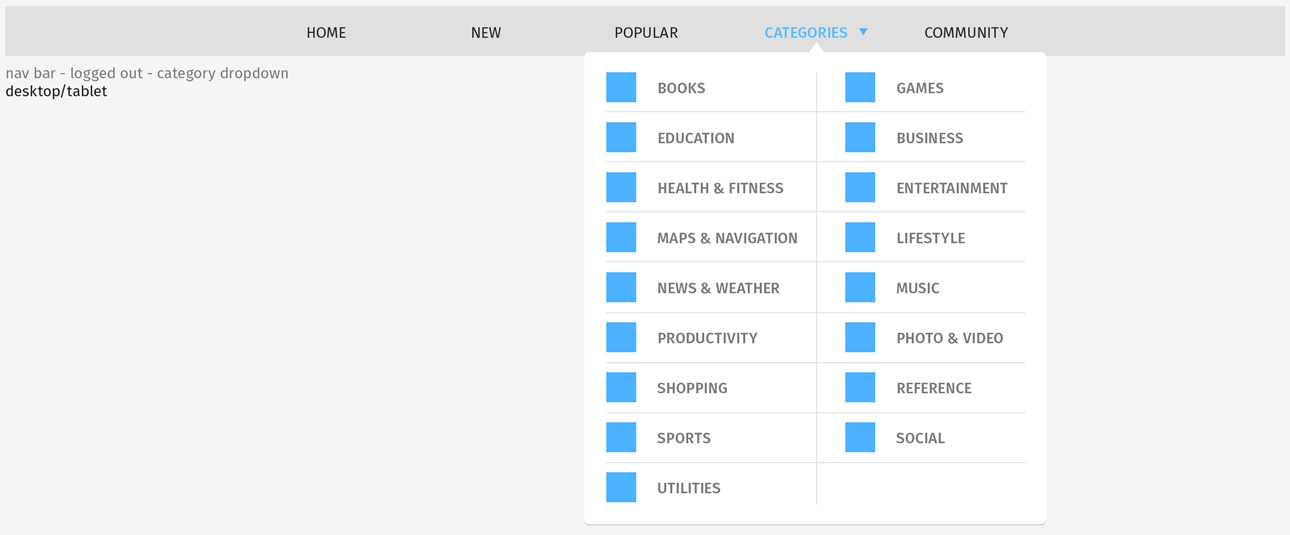 HOME NEW POPULAR CATEGORIES COMMUNITY
nav bar - logged out - category dropdown
desktop/tablet
BOOKS GAMES
EDUCATION BUSINESS
HEALTH & FITNESS ENTERTAINMENT
MAPS & NAVIGATION LIFESTYLE
NEWS & WEATHER MUSIC
PRODUCTIVITY PHOTO & VIDEO
SHOPPING REFERENCE
SPORTS SOCIAL
UTILITIES